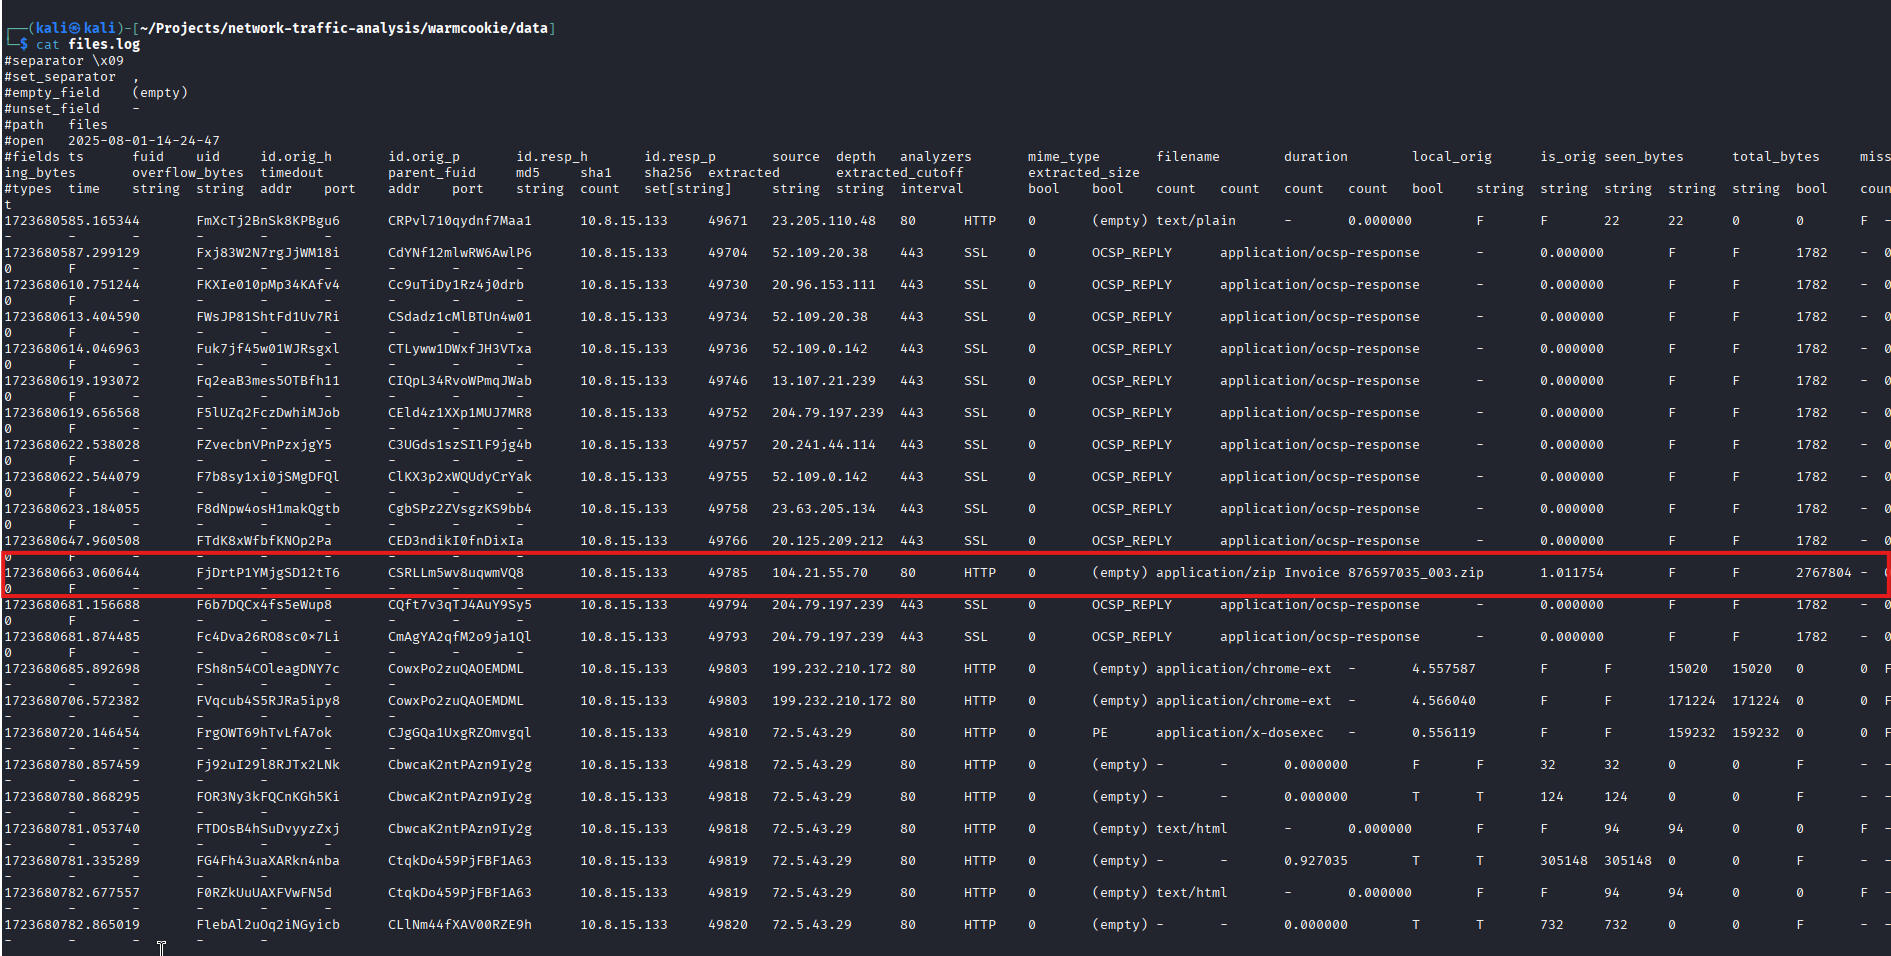 ┌──(kali㉿kali)-[~/Projects/network-traffic-analysis/warmcookie/data]
└─$ cat files.log
#separator \x09
#set_separator ,
#empty_field (empty)
#unset_field -
#path files
#open 2025-08-01-14-24-47
#fields ts fuid uid id.orig_h id.orig_p id.resp_h id.resp_p source depth analyzers mime_type filename duration local_orig is_orig seen_bytes total_bytes miss
ing_bytes overflow_bytes timedout parent_fuid md5 sha1 sha256 extracted extracted_cutoff extracted_size
#types time string string addr port addr port string count set[string] string string interval bool bool count count count count bool string string string string bool coun
t
1723680585.165344 FmXcTj2BnSk8KPBgu6 CRPvl710qydnf7Maa1 10.8.15.133 49671 23.205.110.48 80 HTTP 0 (empty) text/plain - 0.000000 F F 22 22 0 0 F -
- - - - -
1723680587.299129 Fxj83W2N7rgJjWM18i CdYNf12mlwRW6AwlP6 10.8.15.133 49704 52.109.20.38 443 SSL 0 OCSP_REPLY application/ocsp-response - 0.000000 F F 1782 - 0
0 F - - - - -
1723680610.751244 FKXIe010pMp34KAfv4 Cc9uTiDy1Rz4j0drb 10.8.15.133 49730 20.96.153.111 443 SSL 0 OCSP_REPLY application/ocsp-response - 0.000000 F F 1782 - 0
0 F - - - - -
1723680613.404590 FWsJP81ShtFd1Uv7Ri CSdadz1cMlBTUn4w01 10.8.15.133 49734 52.109.20.38 443 SSL 0 OCSP_REPLY application/ocsp-response - 0.000000 F F 1782 - 0
0 F - - - - -
1723680614.046963 Fuk7jf45w01WJRsgxl CTLyww1DWxfJH3VTxa 10.8.15.133 49736 52.109.0.142 443 SSL 0 OCSP_REPLY application/ocsp-response - 0.000000 F F 1782 - 0
0 F - - - - -
1723680619.193072 Fq2eaB3mes5OTBfh11 CIQpL34RvoWPmqJWab 10.8.15.133 49746 13.107.21.239 443 SSL 0 OCSP_REPLY application/ocsp-response - 0.000000 F F 1782 - 0
0 F - - - - -
1723680619.656568 F5lUZq2FczDwhiMJob CEld4z1XXp1MUJ7MR8 10.8.15.133 49752 204.79.197.239 443 SSL 0 OCSP_REPLY application/ocsp-response - 0.000000 F F 1782 - 0
0 F - - - - -
1723680622.538028 FZvecbnVPnPzxjgY5 C3UGds1szSIlF9jg4b 10.8.15.133 49757 20.241.44.114 443 SSL 0 OCSP_REPLY application/ocsp-response - 0.000000 F F 1782 - 0
0 F - - - - -
1723680622.544079 F7b8sy1xi0jSMgDFQl ClKX3p2xWQUdyCrYak 10.8.15.133 49755 52.109.0.142 443 SSL 0 OCSP_REPLY application/ocsp-response - 0.000000 F F 1782 - 0
0 F - - - - -
1723680623.184055 F8dNpw4osH1makQgtb CgbSPz2ZVsgzKS9bb4 10.8.15.133 49758 23.63.205.134 443 SSL 0 OCSP_REPLY application/ocsp-response - 0.000000 F F 1782 - 0
0 F - - - - -
1723680647.960508 FTdK8xWfbfKNOp2Pa CED3ndikI0fnDixIa 10.8.15.133 49766 20.125.209.212 443 SSL 0 OCSP_REPLY application/ocsp-response - 0.000000 F F 1782 - 0
0 F - - - - -
1723680663.060644 FjDrtP1YMjgSD12tT6 CSRLLm5wv8uqwmVQ8 10.8.15.133 49785 104.21.55.70 80 HTTP 0 (empty) application/zip Invoice 876597035_003.zip 1.011754 F F 2767804 - 0
0 F - - - - -
1723680681.156688 F6b7DQCx4fs5eWup8 CQft7v3qTJ4AuY9Sy5 10.8.15.133 49794 204.79.197.239 443 SSL 0 OCSP_REPLY application/ocsp-response - 0.000000 F F 1782 - 0
0 F - - - - -
1723680681.874485 Fc4Dva26RO8sc0×7Li CmAgYA2qfM2o9ja1Ql 10.8.15.133 49793 204.79.197.239 443 SSL 0 OCSP_REPLY application/ocsp-response - 0.000000 F F 1782 - 0
0 F - - - - -
1723680685.892698 FSh8n54COleagDNY7c CowxPo2zuQAOEMDML 10.8.15.133 49803 199.232.210.172 80 HTTP 0 (empty) application/chrome-ext - 4.557587 F F 15020 15020 0 0 F
- - - - - -
1723680706.572382 FVqcub4S5RJRa5ipy8 CowxPo2zuQAOEMDML 10.8.15.133 49803 199.232.210.172 80 HTTP 0 (empty) application/chrome-ext - 4.566040 F F 171224 171224 0 0 F
- - - - - -
1723680720.146454 FrgOWT69hTvLfA7ok CJgGQa1UxgRZOmvgql 10.8.15.133 49810 72.5.43.29 80 HTTP 0 PE application/x-dosexec - 0.556119 F F 159232 159232 0 0 F
- - - - - -
1723680780.857459 Fj92uI29l8RJTx2LNk CbwcaK2ntPAzn9Iy2g 10.8.15.133 49818 72.5.43.29 80 HTTP 0 (empty) - - 0.000000 F F 32 32 0 0 F - -
- - - - -
1723680780.868295 FOR3Ny3kFQCnKGh5Ki CbwcaK2ntPAzn9Iy2g 10.8.15.133 49818 72.5.43.29 80 HTTP 0 (empty) - - 0.000000 T T 124 124 0 0 F - -
- - - - -
1723680781.053740 FTDOsB4hSuDvyyzZxj CbwcaK2ntPAzn9Iy2g 10.8.15.133 49818 72.5.43.29 80 HTTP 0 (empty) text/html - 0.000000 F F 94 94 0 0 F -
- - - - -
1723680781.335289 FG4Fh43uaXARkn4nba CtqkDo459PjFBF1A63 10.8.15.133 49819 72.5.43.29 80 HTTP 0 (empty) - - 0.927035 T T 305148 305148 0 0 F - -
- - - - -
1723680782.677557 F0RZkUuUAXFVwFN5d CtqkDo459PjFBF1A63 10.8.15.133 49819 72.5.43.29 80 HTTP 0 (empty) text/html - 0.000000 F F 94 94 0 0 F -
- - - - -
1723680782.865019 FlebAl2uOq2iNGyicb CLlNm44fXAV00RZE9h 10.8.15.133 49820 72.5.43.29 80 HTTP 0 (empty) - - 0.000000 T T 732 732 0 0 F - -
- - - - -